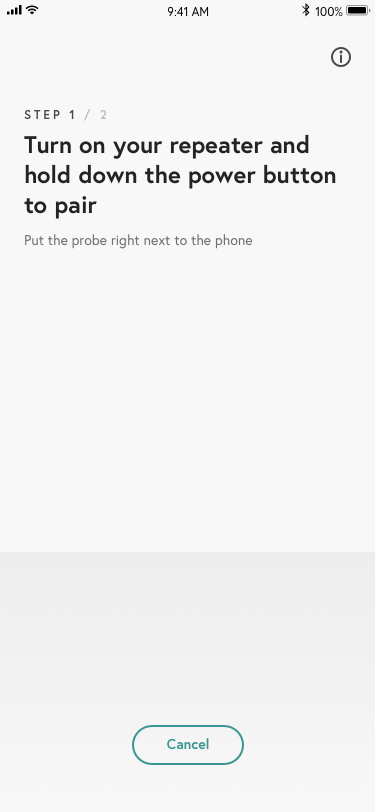 9:41 AM
100%
STEP 1 / 2
Turn on your repeater and
hold down the power button
to pair
Put the probe right next to the phone
Cancel